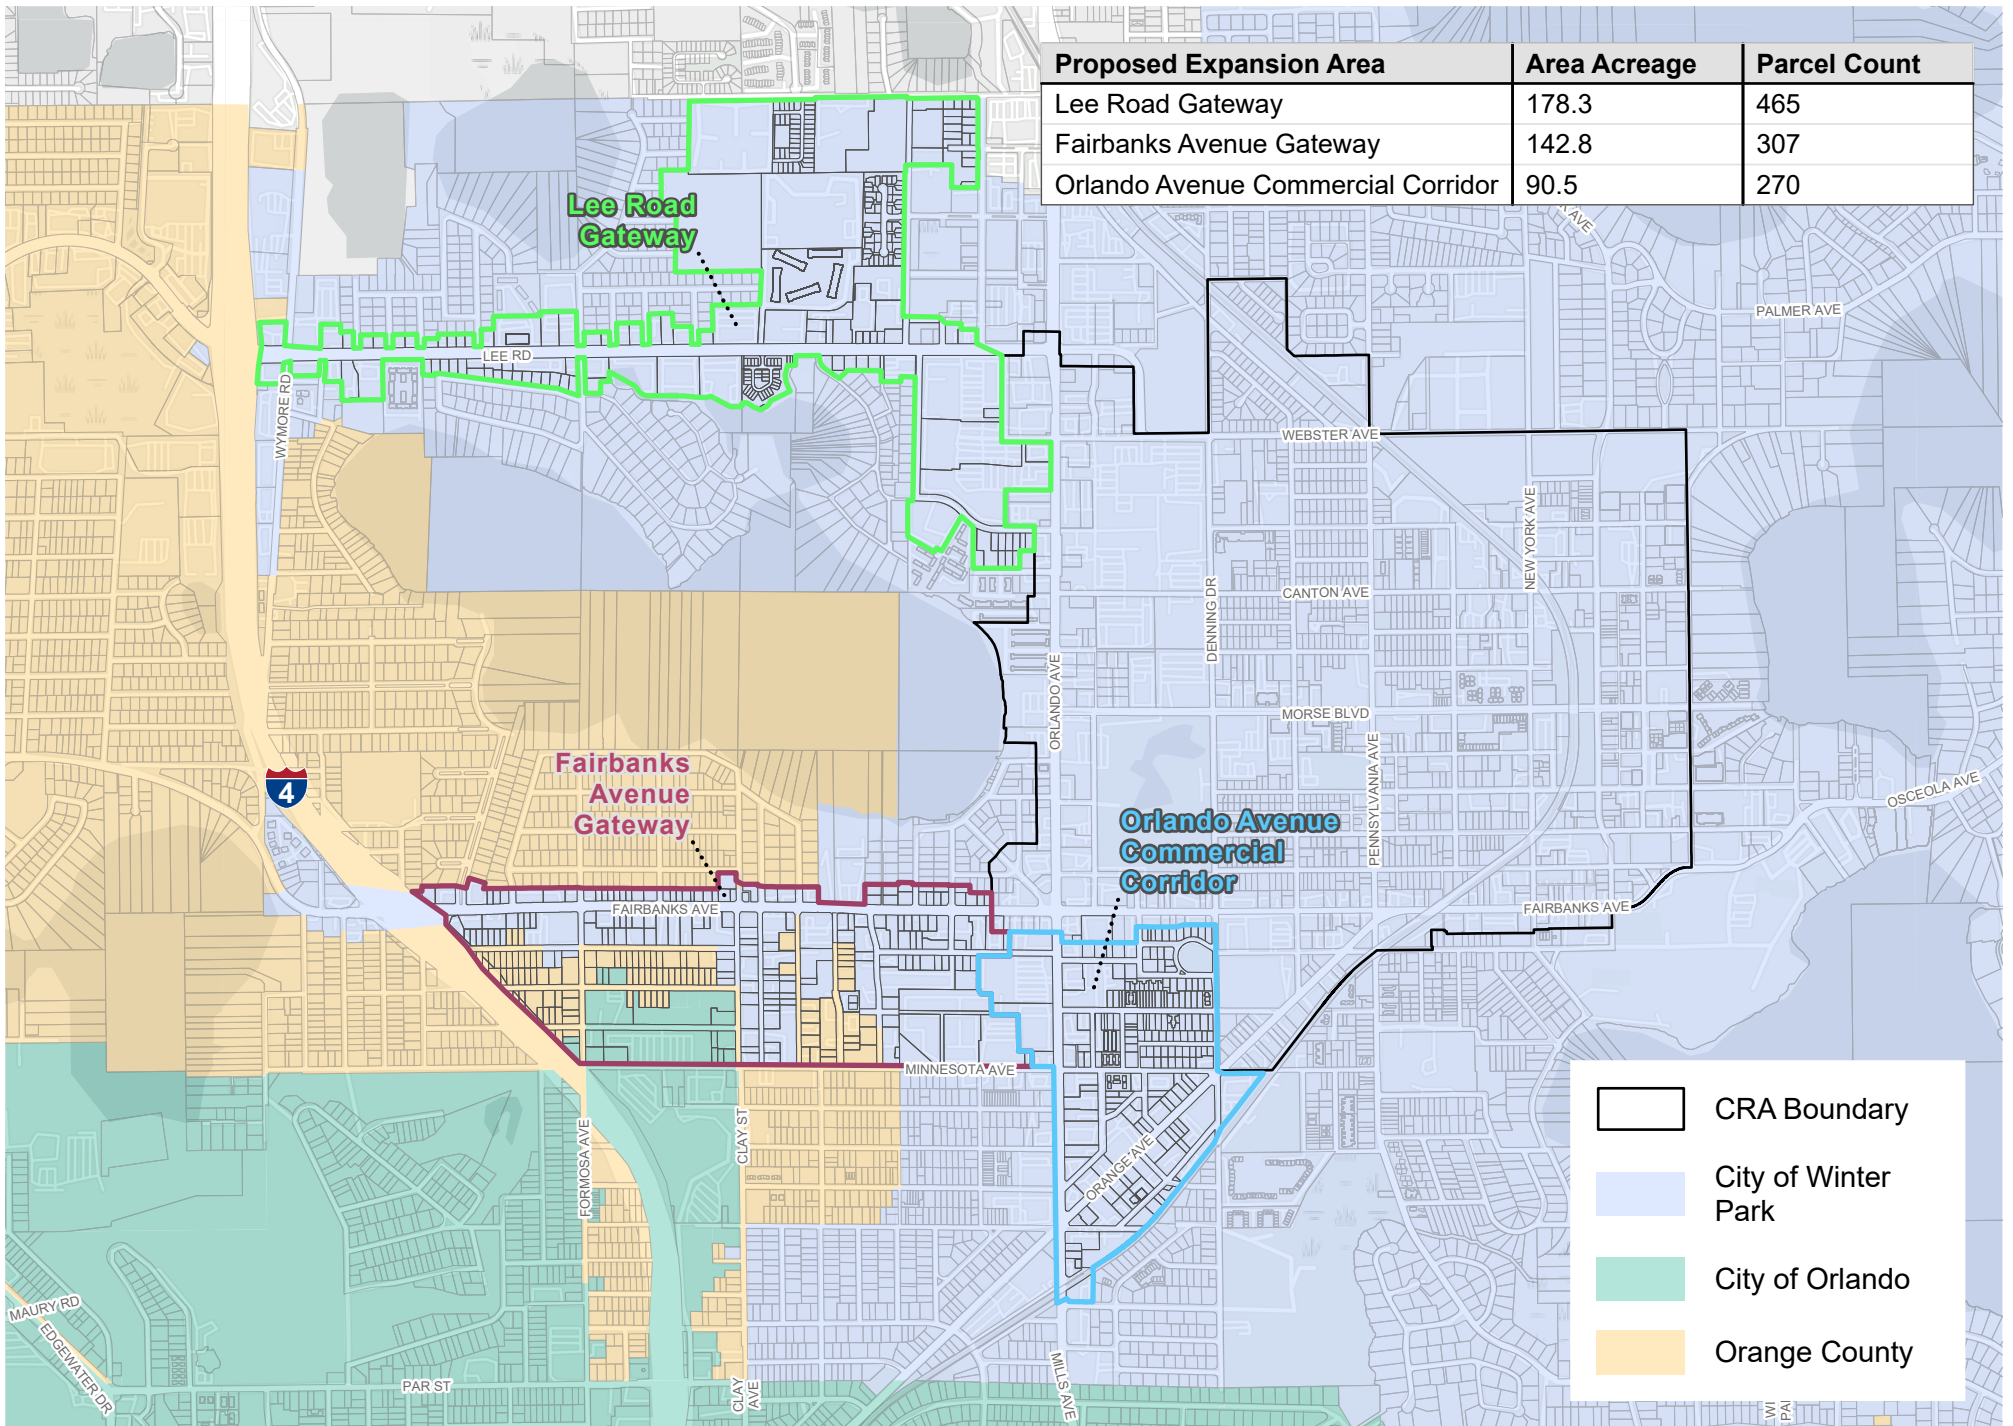 Proposed Expansion Area Area Acreage Parcel Count
Lee Road Gateway 178.3 465
Fairbanks Avenue Gateway 142.8 307
Orlando Avenue Commercial Corridor 90.5 270
AVE
Lee Road
Gateway
PALMER AVE
LEE RD
WYMORE RD
WEBSTER AVE
NEW YORK AVE
DENNING DR
CANTON AVE
ORLANDO AVE
MORSE BLVD
PENNSYLVANIA AVE
4
Fairbanks
Avenue
Gateway
OSCEOLA AVE
Orlando Avenue
Commercial
Corridor
FAIRBANKS AVE
FAIRBANKS AVE
MINNESOTA AVE
CLAY ST
FORMOSA AVE
ORANGE AVE
MAURY RD
EDGEWATER DR
PAR ST
CLAY
AVE
MILLS AVE
CRA Boundary
City of Winter
Park
City of Orlando
Orange County
WI
PA